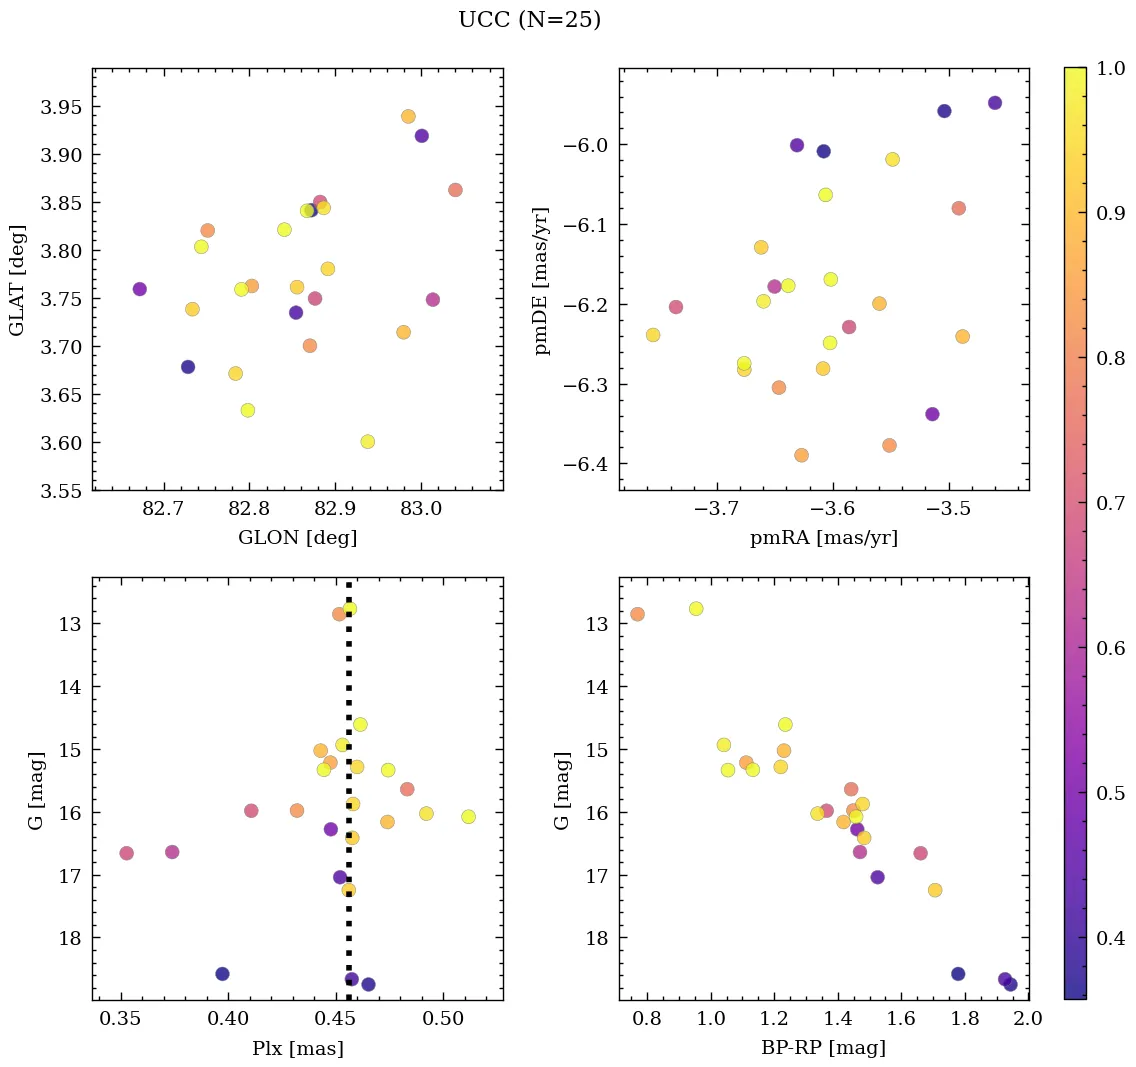 UCC (N=25)
3.95
3.90
3.85
3.80
3.75
3.70
3.65
3.60
3.55
GLAT [deg]
82.7 82.8 82.9 83.0
GLON [deg]
−6.0
−6.1
−6.2
−6.3
−6.4
pmDE [mas/yr]
−3.7 −3.6 −3.5
pmRA [mas/yr]
13
14
15
16
17
18
G [mag]
0.35 0.40 0.45 0.50
Plx [mas]
13
14
15
16
17
18
G [mag]
0.8 1.0 1.2 1.4 1.6 1.8 2.0
BP-RP [mag]
1.0
0.9
0.8
0.7
0.6
0.5
0.4